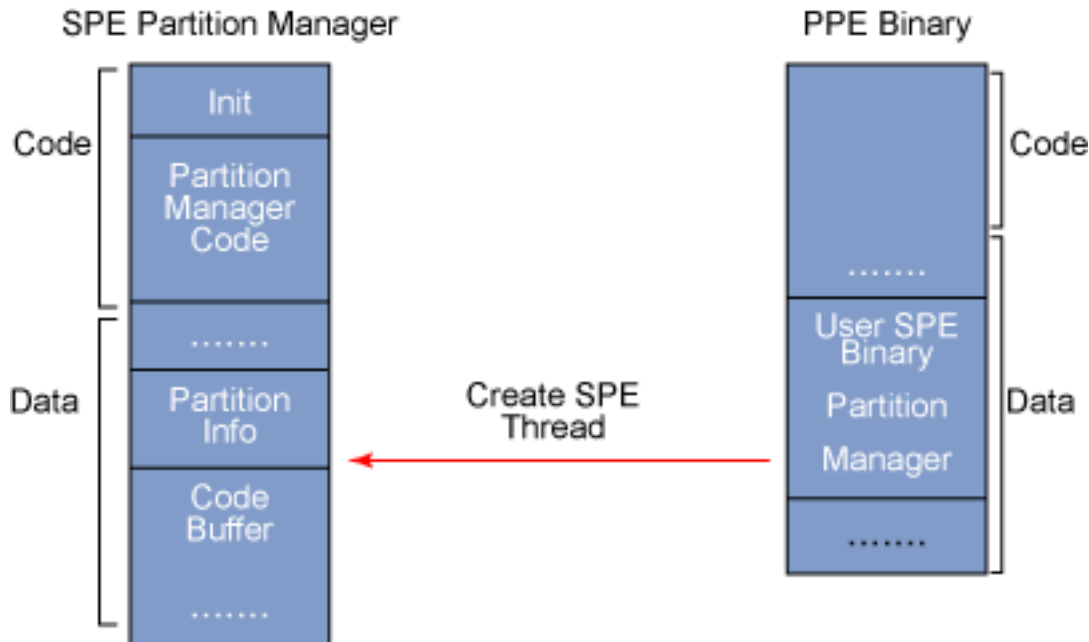 SPE Partition Manager
PPE Binary
Code
Init
Partition
Manager
Code
Data
.......
Partition
Info
Code
Buffer
.......
Create SPE
Thread
Code
.......
User SPE
Binary
Partition
Manager
Data
.......